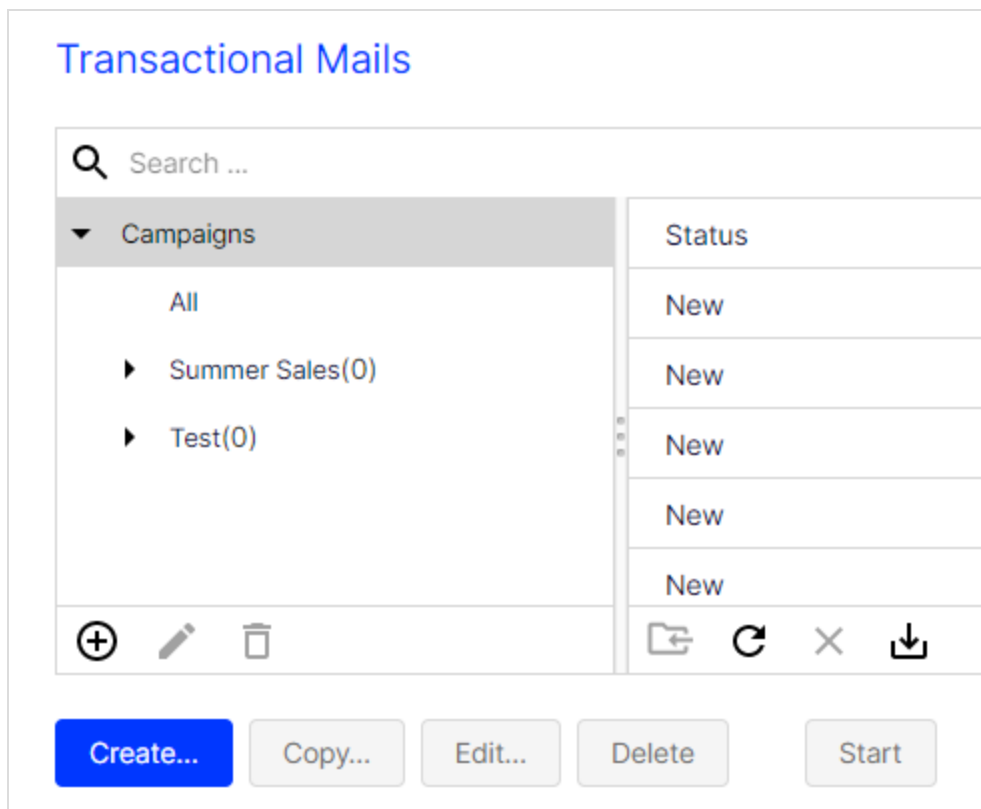 Transactional Mails
Search ...
Campaigns
All
Summer Sales(0)
Test(0)
Status
New
New
New
New
New
Create...
Copy...
Edit...
Delete
Start